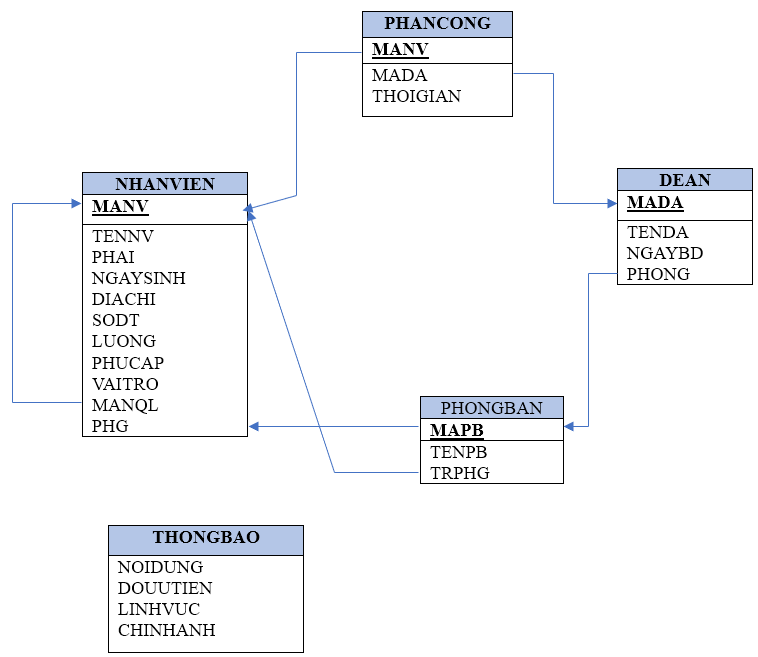 PHANCONG
MANV
MADA
THOIGIAN
NHANVIEN
MANV
TENNV
PHAI
NGAYSINH
DIACHI
SODT
LUONG
PHUCAP
VAITRO
MANQL
PHG
DEAN
MADA
TENDA
NGAYBD
PHONG
PHONGBAN
MAPB
TENPB
TRPHG
THONGBAO
NOIDUNG
DOUUTIEN
LINHVUC
CHINHANH